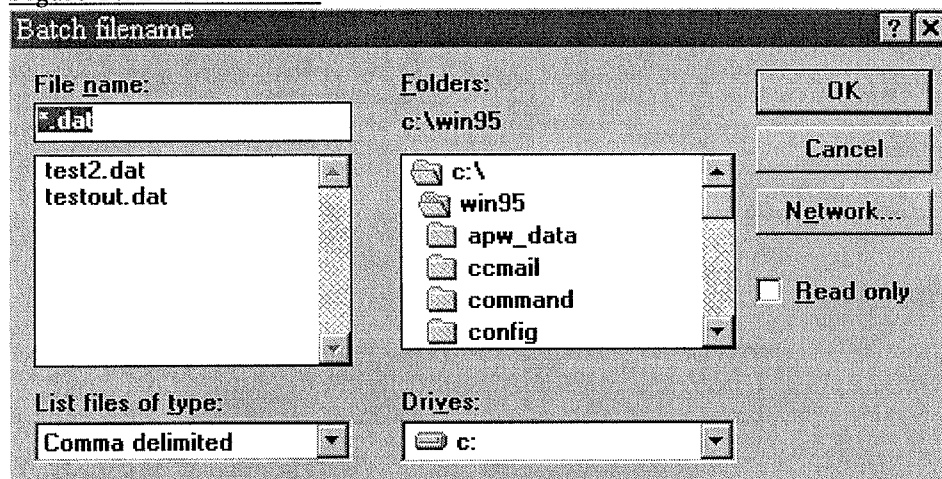 Batch filename
File name:
*.dat
test2.dat
testout.dat
List files of type:
Comma delimited
Folders:
c:\win95
c:\
win95
apw_data
ccmail
command
config
Drives:
c:
OK
Cancel
Network...
Read only